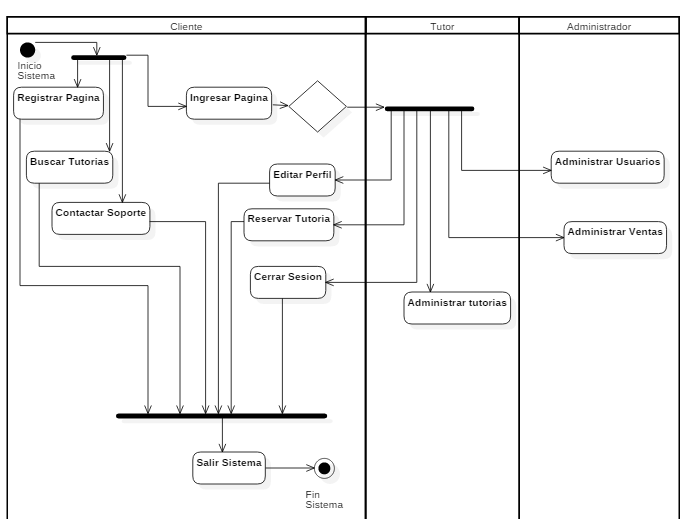 Cliente
Tutor
Administrador
Inicio
Sistema
Registrar Pagina
Ingresar Pagina
Buscar Tutorias
Administrar Usuarios
Editar Perfil
Contactar Soporte
Reservar Tutoria
Administrar Ventas
Cerrar Sesion
Administrar tutorias
Salir Sistema
Fin
Sistema